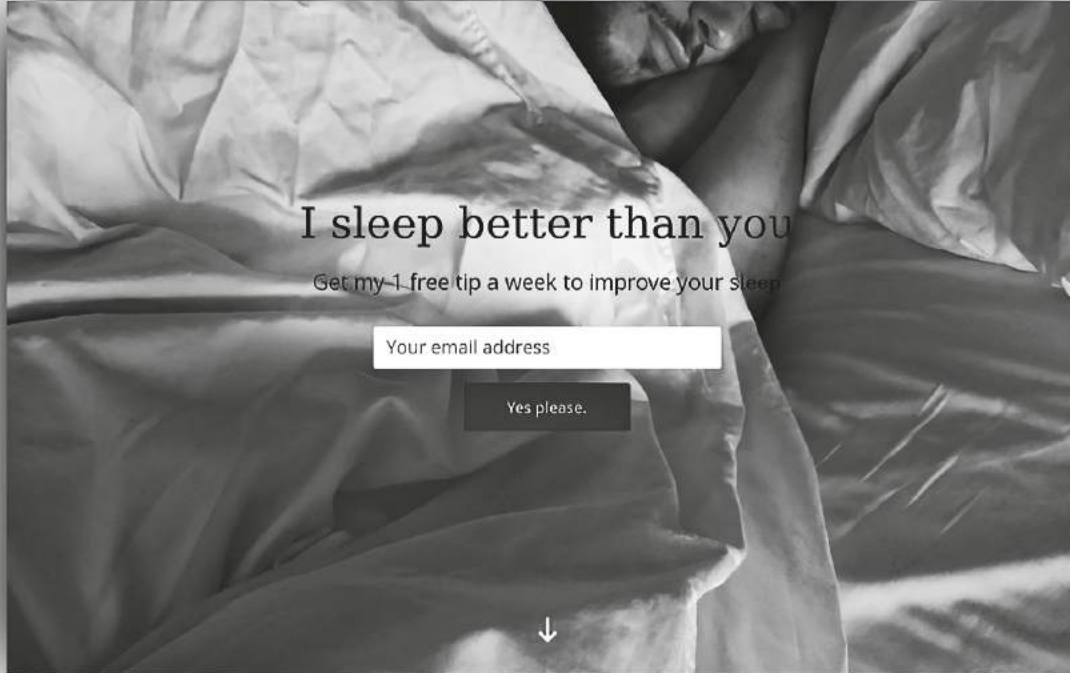 I sleep better than you
Get my 1 free tip a week to improve your sleep
Your email address
Yes please.